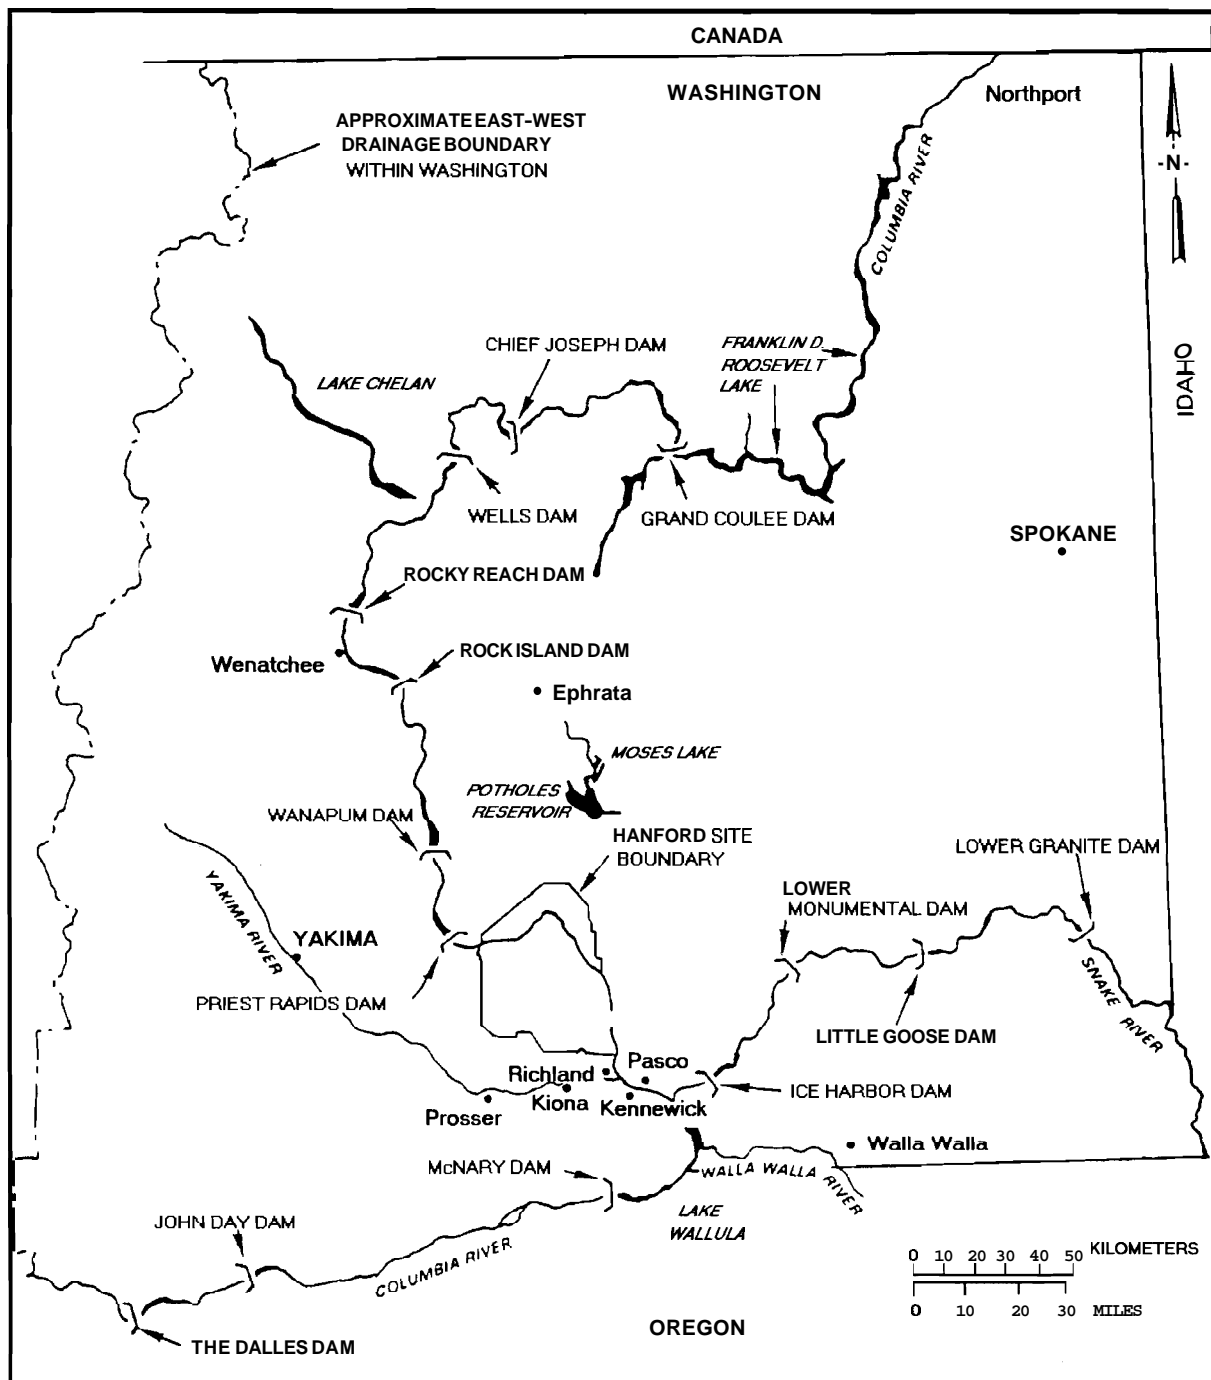 CANADA
WASHINGTON
Northport
APPROXIMATE EAST-WEST
DRAINAGE BOUNDARY
WITHIN WASHINGTON
-N-
COLUMBIA RIVER
CHIEF JOSEPH DAM
FRANKLIN D.
ROOSEVELT
LAKE
IDAHO
LAKE CHELAN
WELLS DAM
GRAND COULEE DAM
SPOKANE
ROCKY REACH DAM
Wenatchee
ROCK ISLAND DAM
Ephrata
MOSES LAKE
POTHOLES
RESERVOIR
WANAPUM DAM
HANFORD SITE
BOUNDARY
LOWER GRANITE DAM
LOWER
MONUMENTAL DAM
YAKIMA RIVER
YAKIMA
PRIEST RAPIDS DAM
SNAKE RIVER
LITTLE GOOSE DAM
Richland
Pasco
ICE HARBOR DAM
Prosser
Kiona
Kennewick
Walla Walla
McNARY DAM
WALLA WALLA RIVER
LAKE
WALLULA
JOHN DAY DAM
COLUMBIA RIVER
0 10 20 30 40 50 KILOMETERS
0 10 20 30 MILES
OREGON
THE DALLES DAM